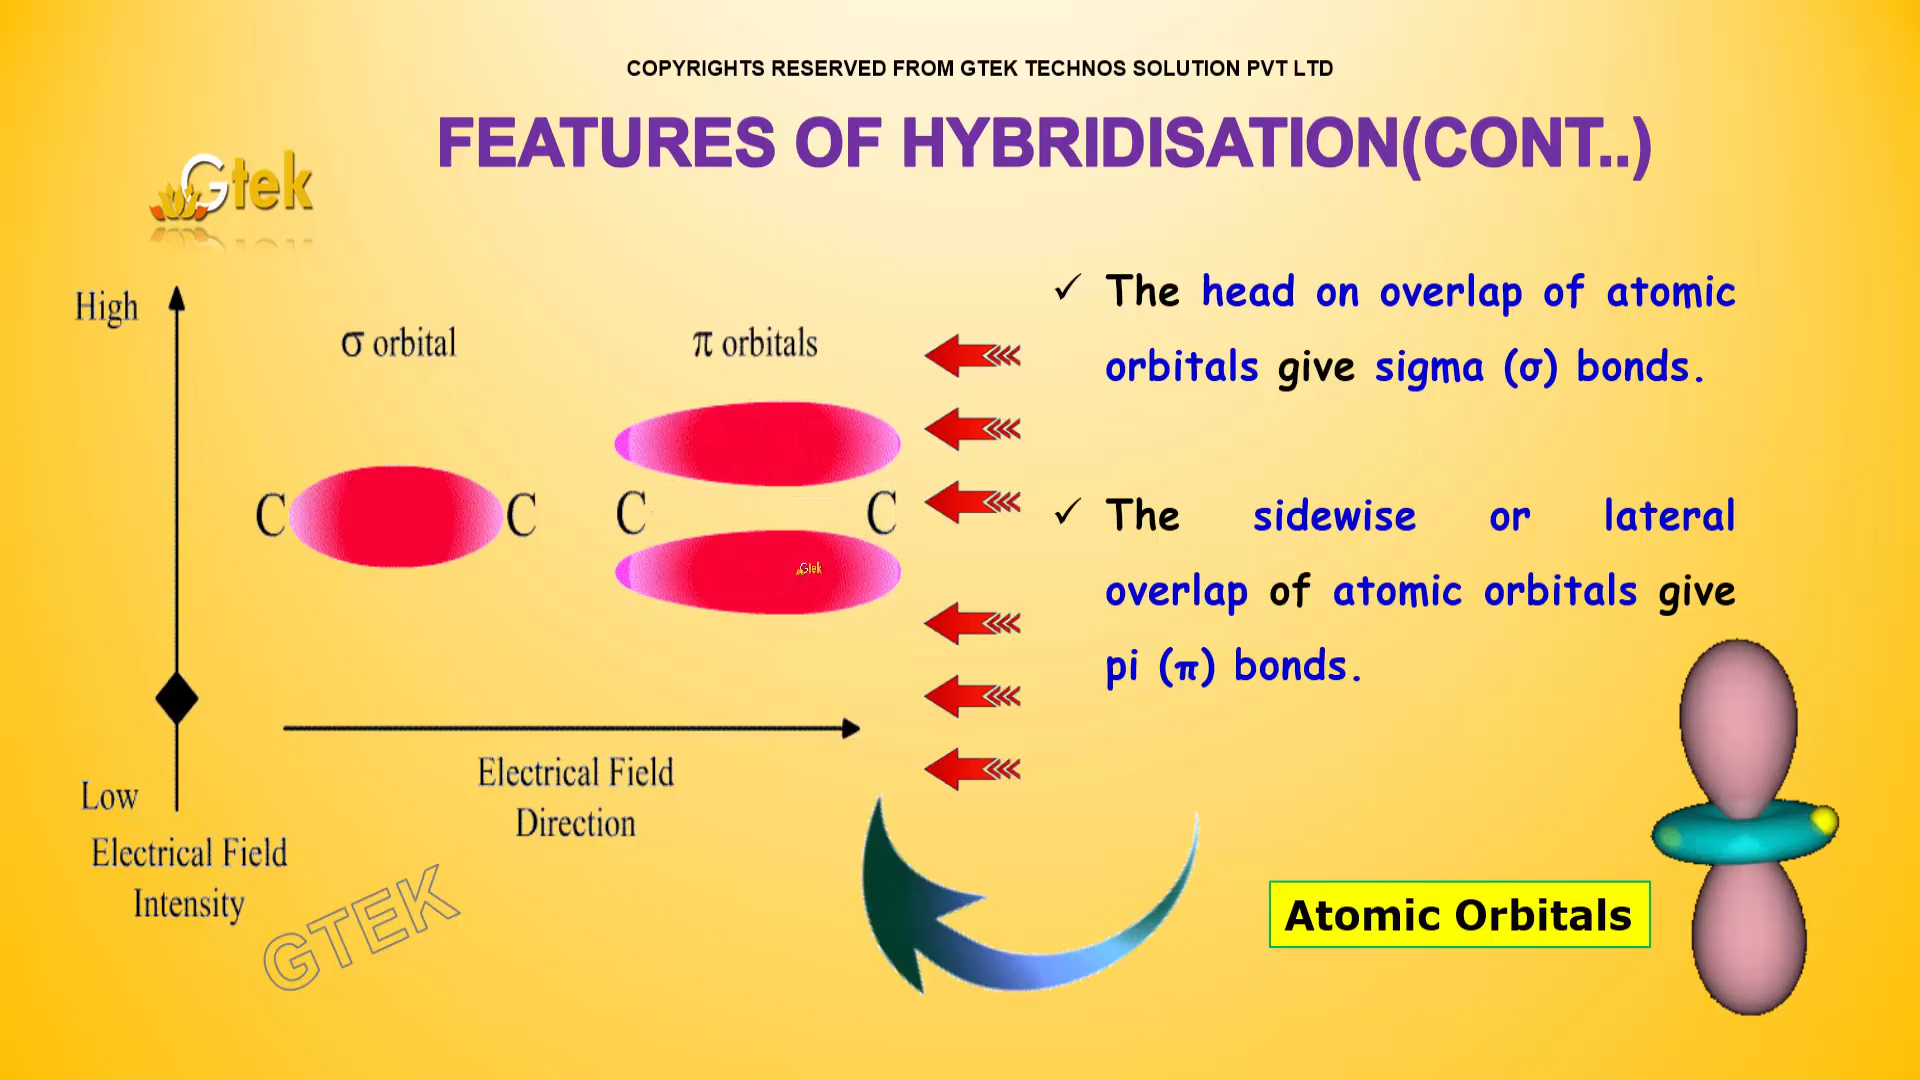 COPYRIGHTS RESERVED FROM GTEK TECHNOS SOLUTION PVT LTD
FEATURES OF HYBRIDISATION(CONT..)
Gtek
High
σ orbital
π orbitals
C
C
C
C
Gtek
Electrical Field
Direction
Low
Electrical Field
Intensity
GTEK
✓ The head on overlap of atomic
orbitals give sigma (σ) bonds.
✓ The sidewise or lateral
overlap of atomic orbitals give
pi (π) bonds.
Atomic Orbitals